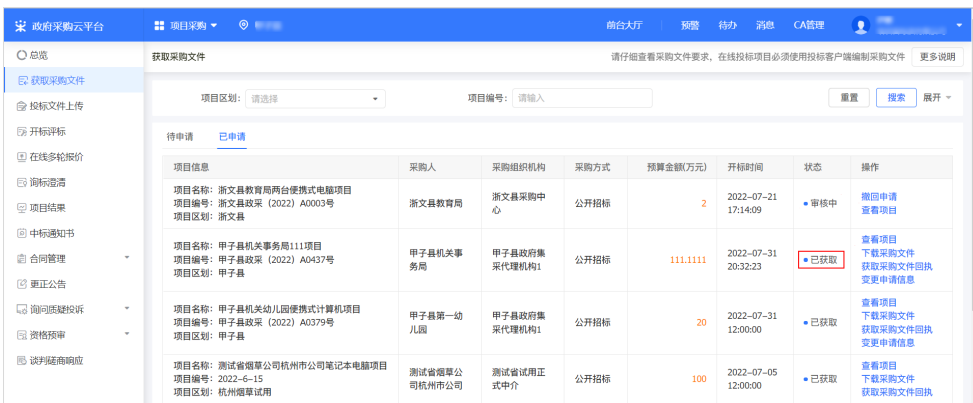 政府采购云平台
项目采购
前台大厅 预警 待办 消息 CA管理
总览
获取采购文件
投标文件上传
开标评标
在线多轮报价
询标澄清
项目结果
中标通知书
合同管理
更正公告
询问质疑投诉
资格预审
谈判磋商响应
获取采购文件
请仔细查看采购文件要求，在线投标项目必须使用投标客户端编制采购文件 更多说明
项目区划： 请选择 项目编号： 请输入 重置 搜索 展开
待申请 已申请
项目信息 采购人 采购组织机构 采购方式 预算金额(万元) 开标时间 状态 操作
项目名称：浙文县教育局两台便携式电脑项目
项目编号：浙文县政采（2022）A0003号
项目区划：浙文县
浙文县教育局
浙文县采购中
心
公开招标
2
2022-07-21
17:14:09
审核中
撤回申请
查看项目
项目名称：甲子县机关事务局111项目
项目编号：甲子县政采（2022）A0437号
项目区划：甲子县
甲子县机关事
务局
甲子县政府集
采代理机构1
公开招标
111.1111
2022-07-31
20:32:23
已获取
查看项目
下载采购文件
获取采购文件回执
变更申请信息
项目名称：甲子县机关幼儿园便携式计算机项目
项目编号：甲子县政采（2022）A0379号
项目区划：甲子县
甲子县第一幼
儿园
甲子县政府集
采代理机构1
公开招标
20
2022-07-31
12:00:00
已获取
查看项目
下载采购文件
获取采购文件回执
变更申请信息
项目名称：测试省烟草公司杭州市公司笔记本电脑项目
项目编号：2022-6-15
项目区划：杭州烟草试用
测试省烟草公
司杭州市公司
测试省试用正
式中介
公开招标
100
2022-07-05
12:00:00
已获取
查看项目
下载采购文件
获取采购文件回执